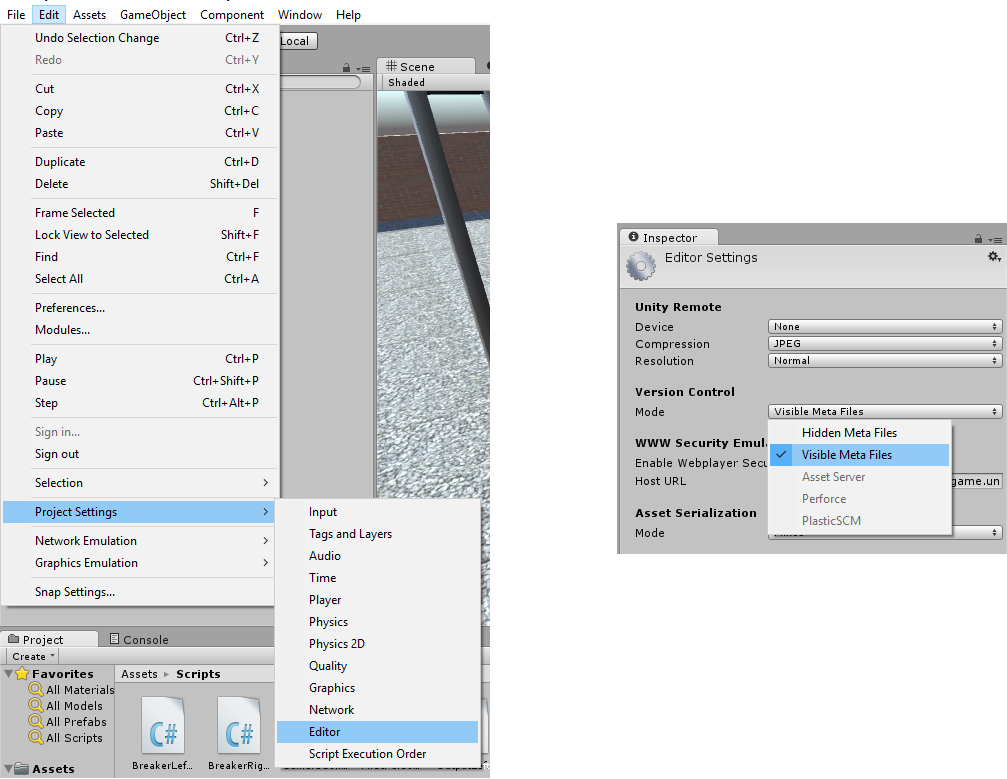 File Edit Assets GameObject Component Window Help
Undo Selection Change Ctrl+Z
Redo Ctrl+Y
Cut Ctrl+X
Copy Ctrl+C
Paste Ctrl+V
Duplicate Ctrl+D
Delete Shift+Del
Frame Selected F
Lock View to Selected Shift+F
Find Ctrl+F
Select All Ctrl+A
Preferences...
Modules...
Play Ctrl+P
Pause Ctrl+Shift+P
Step Ctrl+Alt+P
Sign in...
Sign out
Selection
Project Settings
Network Emulation
Graphics Emulation
Snap Settings...
Local
Scene
Shaded
Input
Tags and Layers
Audio
Time
Player
Physics
Physics 2D
Quality
Graphics
Network
Editor
Script Execution Order
Project Console
Create
Favorites
All Materials
All Models
All Prefabs
All Scripts
Assets
Assets Scripts
C# C#
BreakerLef... BreakerRig...
Inspector
Editor Settings
Unity Remote
Device None
Compression JPEG
Resolution Normal
Version Control
Mode Visible Meta Files
Hidden Meta Files
Visible Meta Files
Asset Server
Perforce
PlasticSCM
WWW Security Emul
Enable Webplayer Secu
Host URL game.un
Asset Serialization
Mode